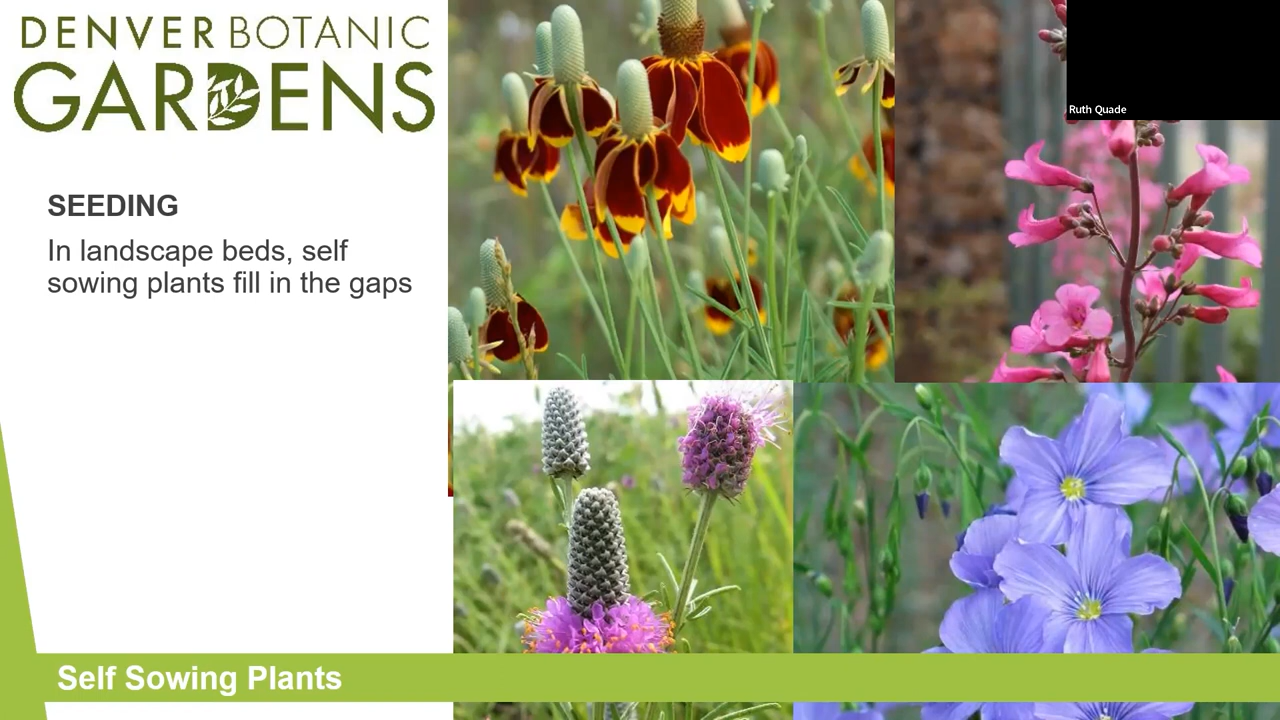 DENVER BOTANIC
GARDENS
Ruth Quade
SEEDING
In landscape beds, self
sowing plants fill in the gaps
Self Sowing Plants